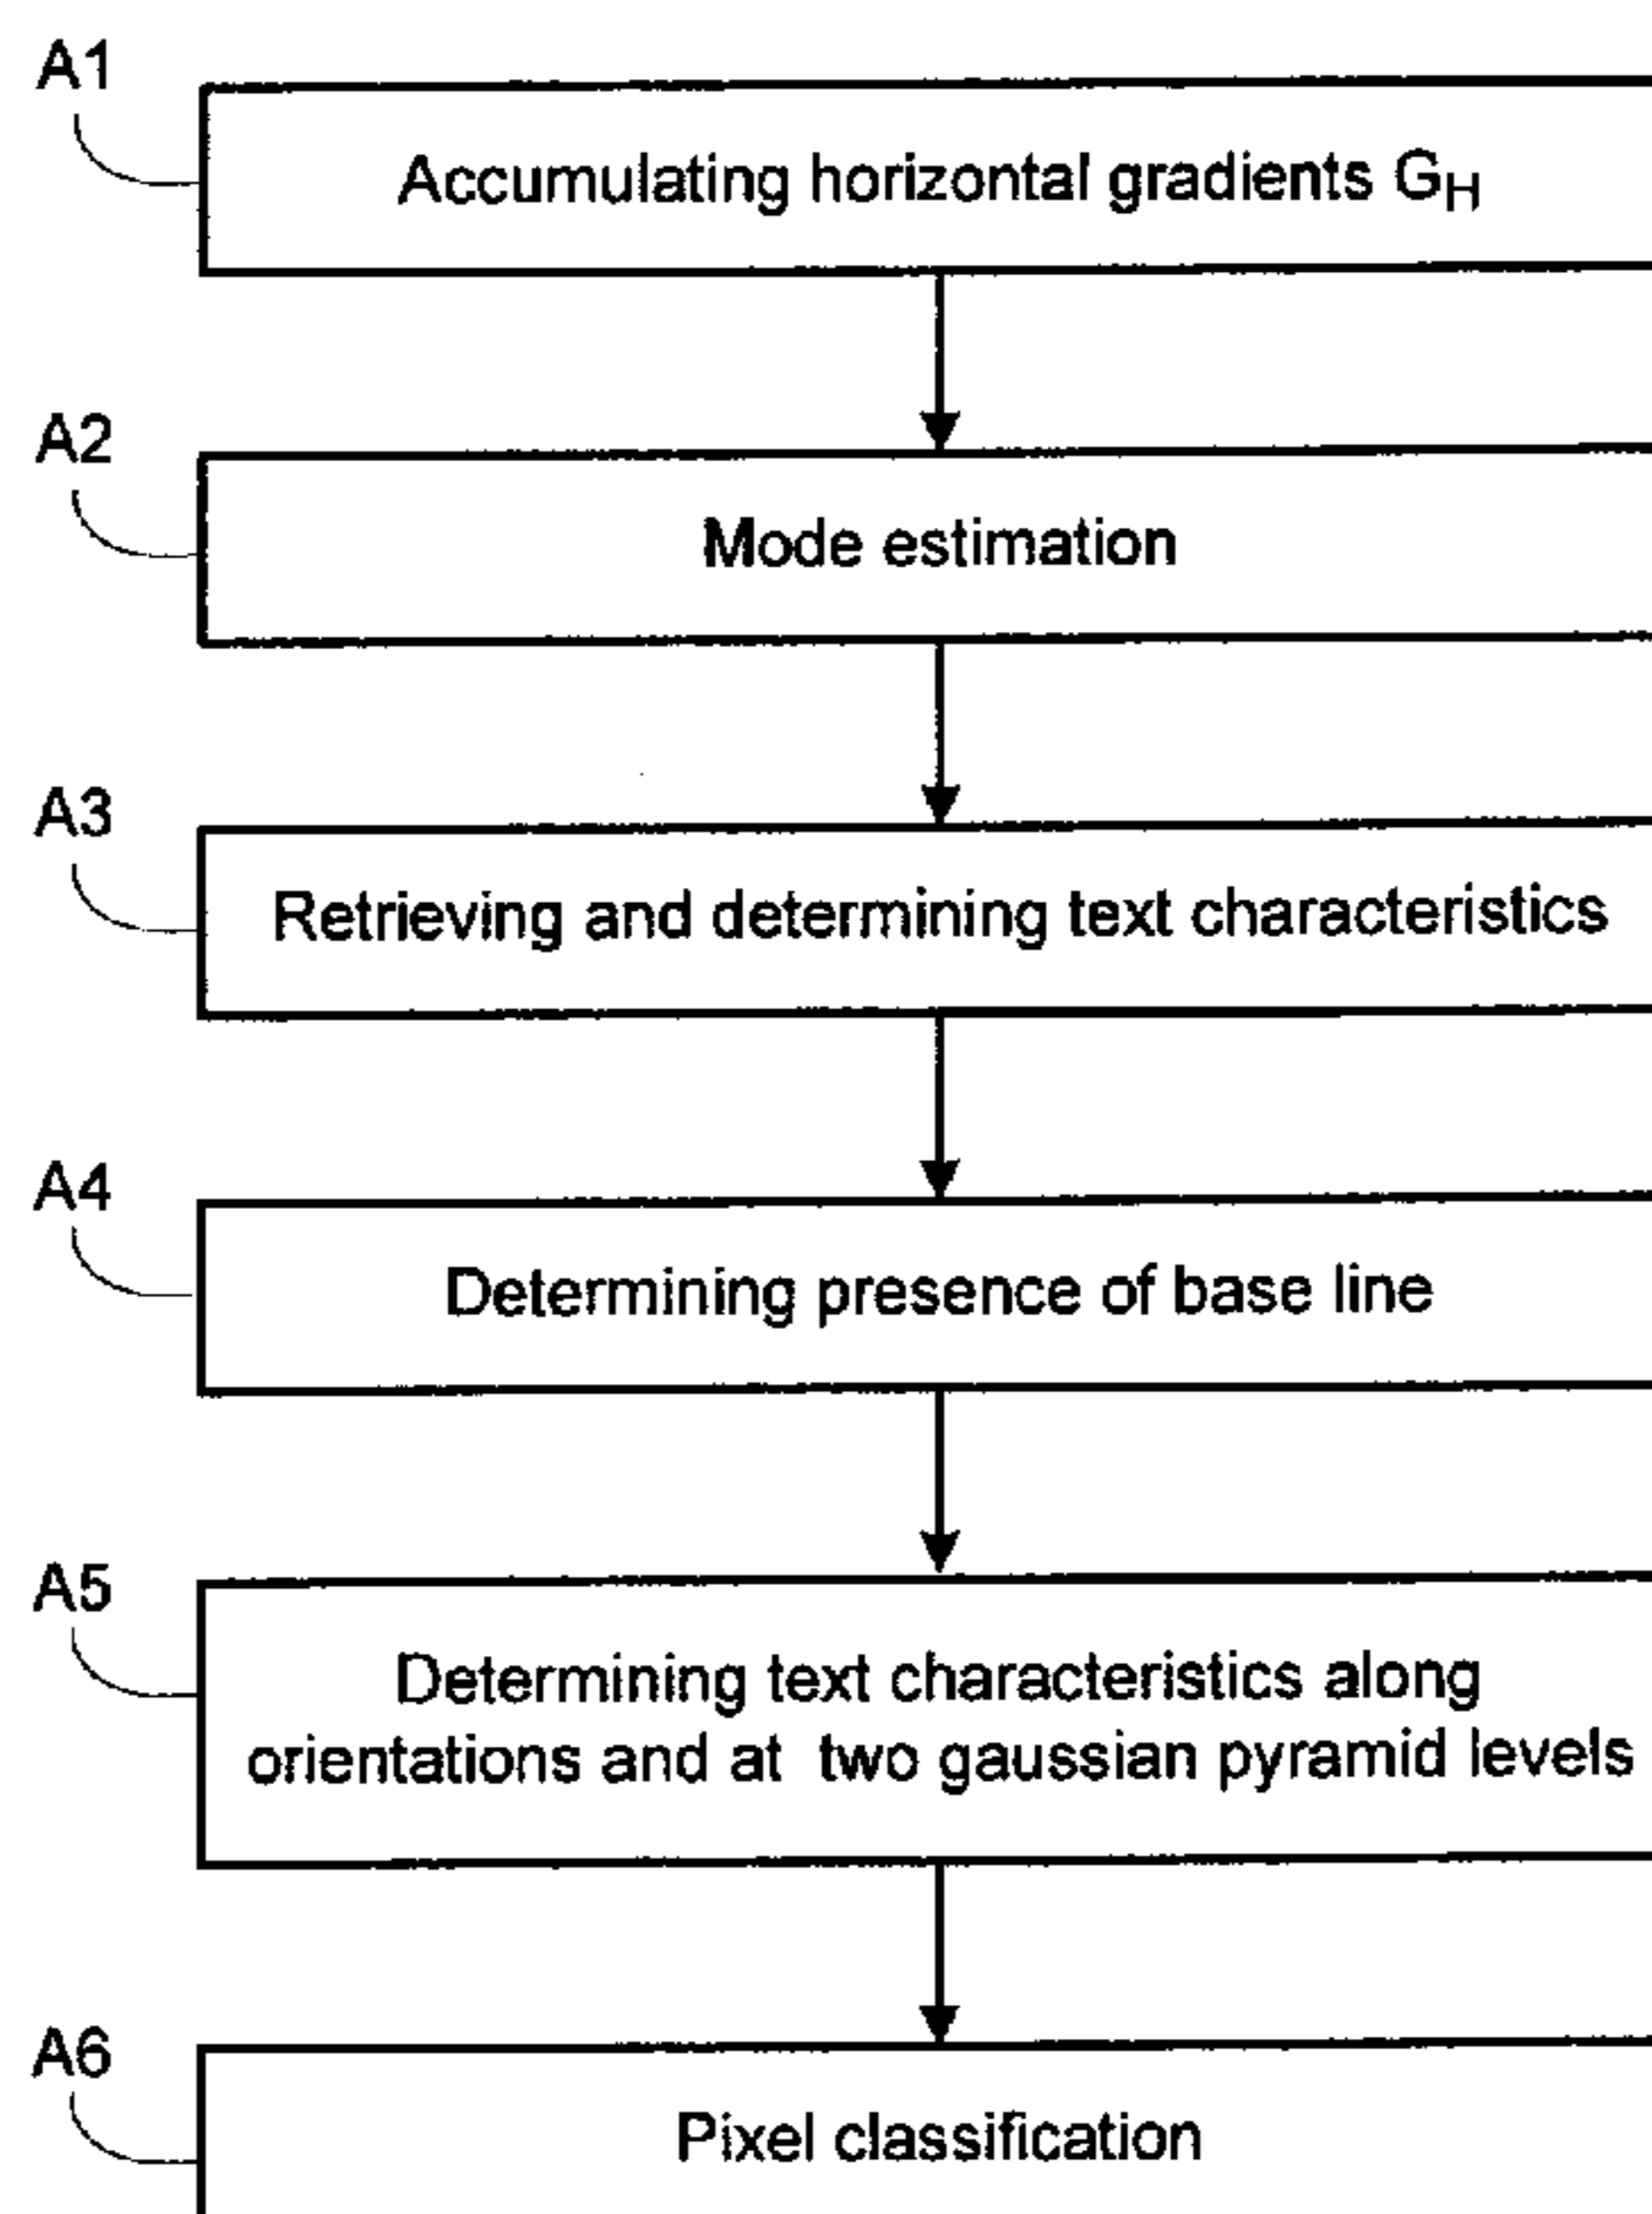 A1
Accumulating horizontal gradients GH
A2
Mode estimation
A3
Retrieving and determining text characteristics
A4
Determining presence of base line
A5
Determining text characteristics along
orientations and at two gaussian pyramid levels
A6
Pixel classification